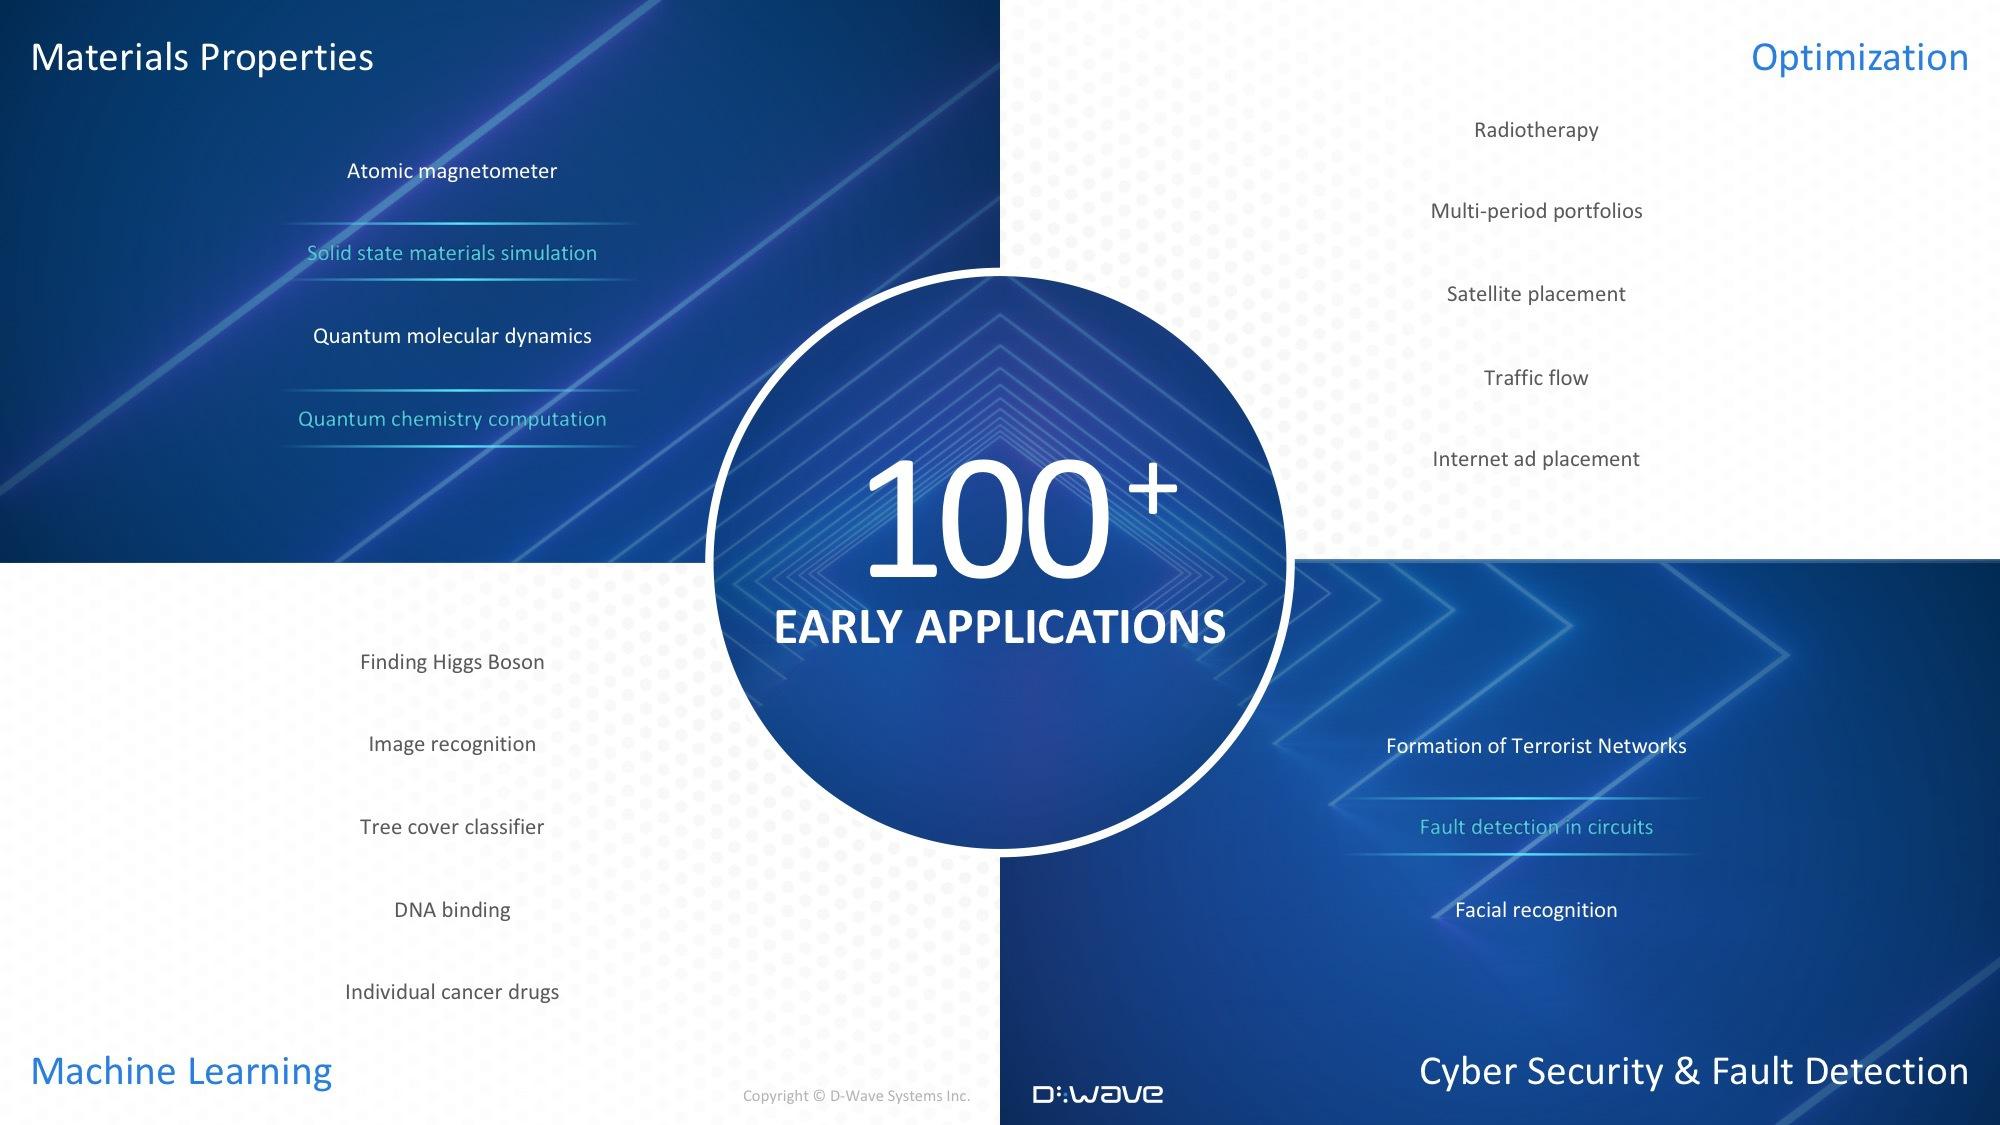 Materials Properties
Atomic magnetometer
Solid state materials simulation
Quantum molecular dynamics
Quantum chemistry computation
Optimization
Radiotherapy
Multi-period portfolios
Satellite placement
Traffic flow
Internet ad placement
100+
EARLY APPLICATIONS
Finding Higgs Boson
Image recognition
Tree cover classifier
DNA binding
Individual cancer drugs
Machine Learning
Formation of Terrorist Networks
Fault detection in circuits
Facial recognition
Cyber Security & Fault Detection
Copyright © D-Wave Systems Inc.
D:wave